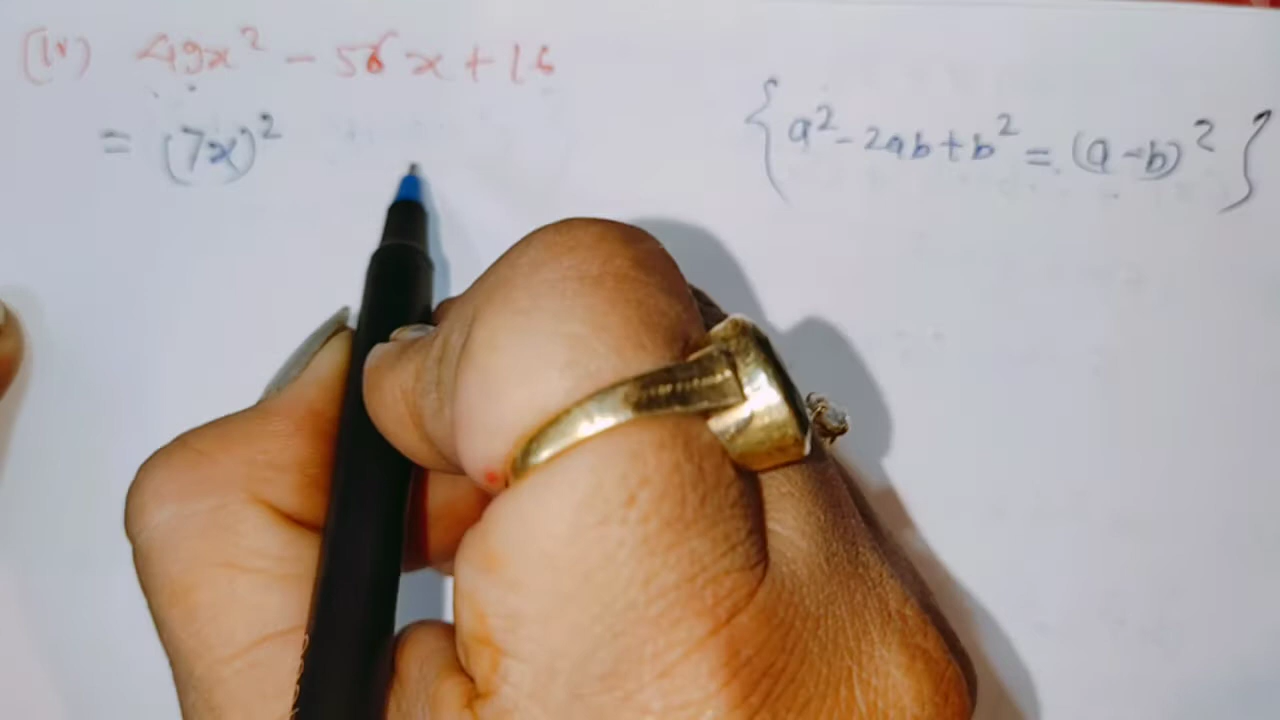 (iv) 49x² - 56x + 16
= (7x)²
{a² - 2ab + b² = (a - b)²}